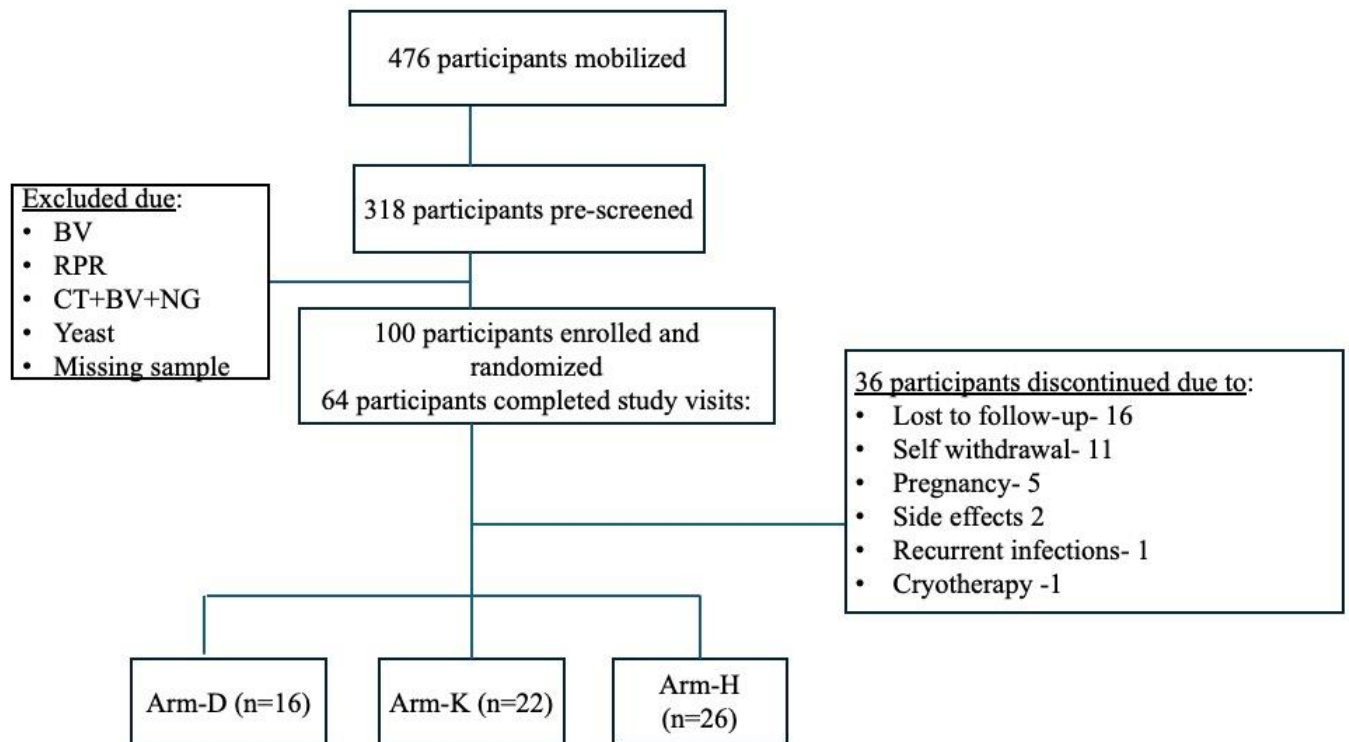 476 participants mobilized
318 participants pre-screened
Excluded due:
• BV
• RPR
• CT+BV+NG
• Yeast
• Missing sample
100 participants enrolled and
randomized
64 participants completed study visits:
36 participants discontinued due to:
• Lost to follow-up- 16
• Self withdrawal- 11
• Pregnancy- 5
• Side effects 2
• Recurrent infections- 1
• Cryotherapy -1
Arm-D (n=16)
Arm-K (n=22)
Arm-H
(n=26)